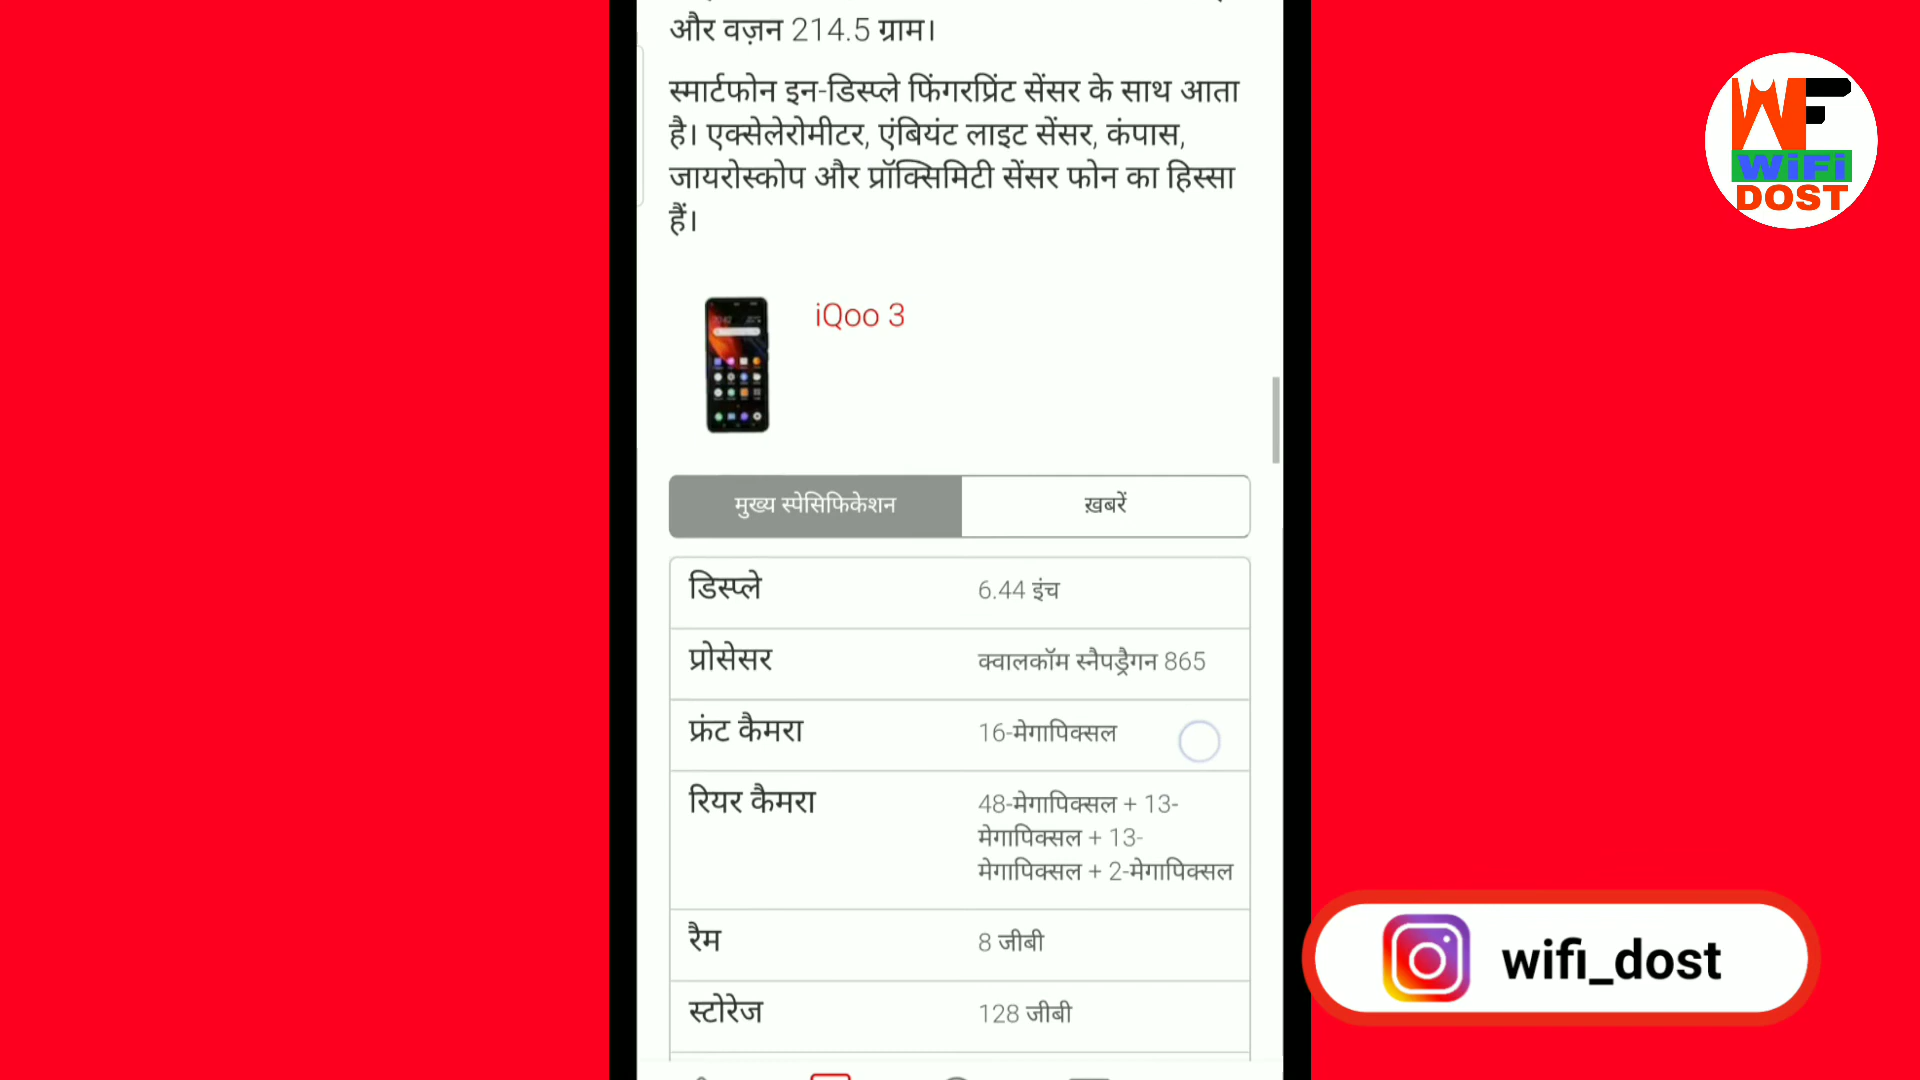 और वज़न 214.5 ग्राम।
स्मार्टफोन इन-डिस्प्ले फिंगरप्रिंट सेंसर के साथ आता
है। एक्सेलेरोमीटर, एंबियंट लाइट सेंसर, कंपास,
जायरोस्कोप और प्रॉक्सिमिटी सेंसर फोन का हिस्सा
हैं।
WF
WiFi
DOST
iQoo 3
मुख्य स्पेसिफिकेशन
ख़बरें
डिस्प्ले
6.44 इंच
प्रोसेसर
क्वालकॉम स्नैपड्रैगन 865
फ्रंट कैमरा
16-मेगापिक्सल
रियर कैमरा
48-मेगापिक्सल + 13-
मेगापिक्सल + 13-
मेगापिक्सल + 2-मेगापिक्सल
रैम
8 जीबी
स्टोरेज
128 जीबी
wifi_dost